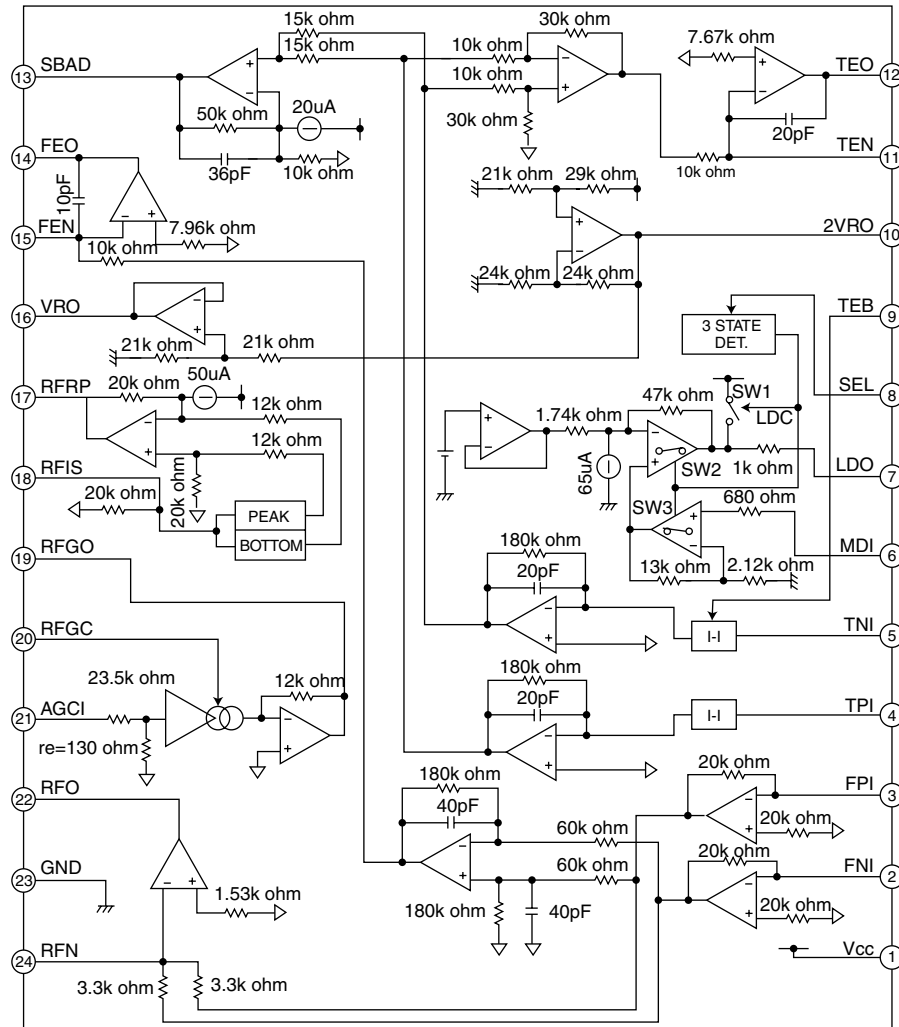 15k ohm
30k ohm
7.67k ohm
SBAD
15k ohm
10k ohm
TEO
13
+
−
−
+
+
−
12
10k ohm
50k ohm
20uA
30k ohm
20pF
FEO
TEN
14
36pF
10k ohm
10k ohm
11
10pF
21k ohm
29k ohm
FEN
−
+
7.96k ohm
2VRO
15
10k ohm
+
−
10
24k ohm
24k ohm
VRO
−
+
TEB
16
3 STATE
DET.
9
21k ohm
21k ohm
50uA
RFRP
20k ohm
47k ohm
SW1
SEL
17
12k ohm
1.74k ohm
LDC
8
−
+
12k ohm
+
−
−
+
SW2
RFIS
65uA
1k ohm
LDO
18
20k ohm
20k ohm
PEAK
SW3
680 ohm
7
BOTTOM
+
−
RFGO
180k ohm
MDI
19
20pF
13k ohm
2.12k ohm
6
RFGC
−
+
I-I
TNI
20
5
23.5k ohm
12k ohm
180k ohm
AGCI
20pF
I-I
TPI
21
−
+
−
+
4
re=130 ohm
180k ohm
20k ohm
RFO
40pF
FPI
22
60k ohm
−
+
20k ohm
3
−
+
60k ohm
20k ohm
GND
−
+
1.53k ohm
FNI
23
180k ohm
40pF
−
+
20k ohm
2
RFN
Vcc
24
3.3k ohm
3.3k ohm
1